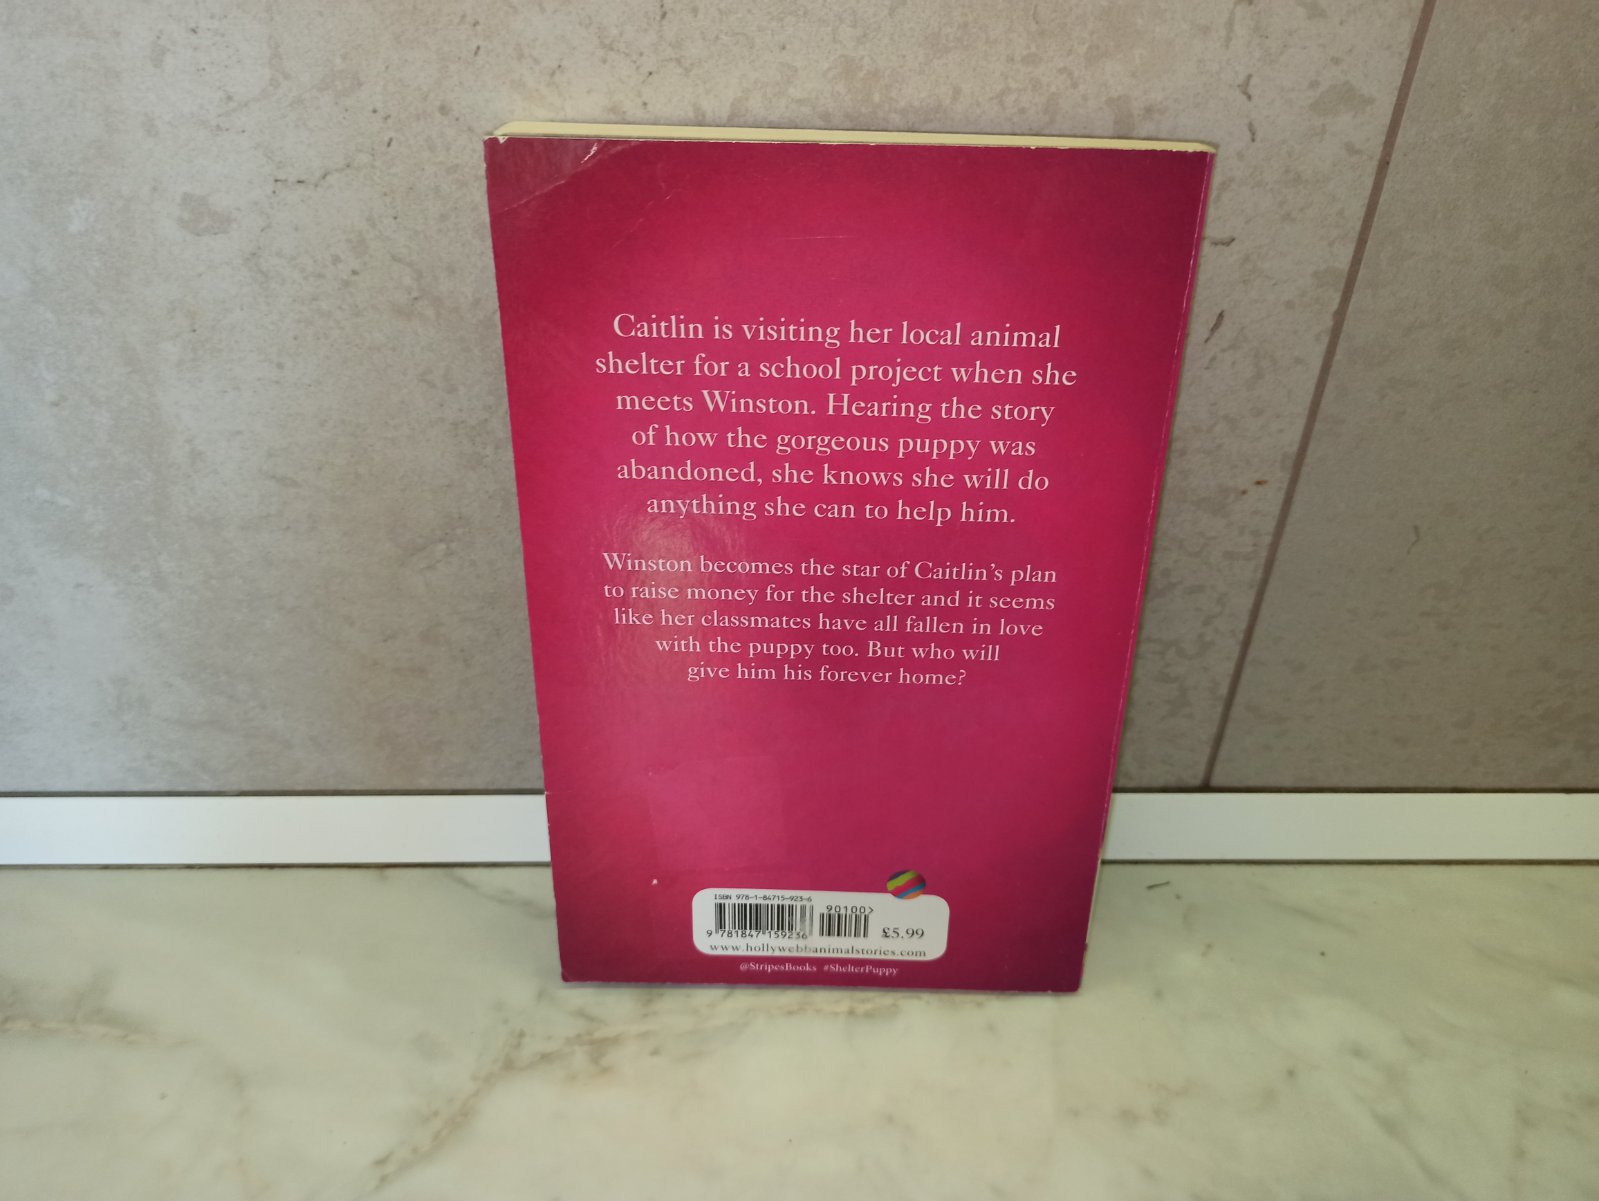 Caitlin is visiting her local animal
shelter for a school project when she
meets Winston. Hearing the story
of how the gorgeous puppy was
abandoned, she knows she will do
anything she can to help him.
Winston becomes the star of Caitlin's plan
to raise money for the shelter and it seems
like her classmates have all fallen in love
with the puppy too. But who will
give him his forever home?
ISBN 978-1-84715-923-6
90100>
9 781847 159236
£5.99
www.hollywebbanimalstories.com
@StripesBooks #ShelterPuppy